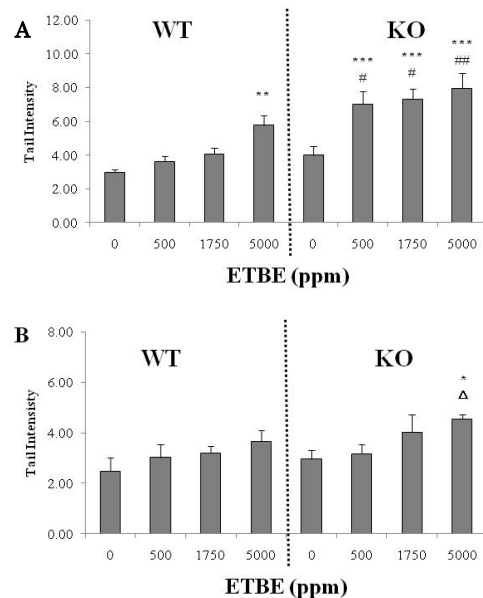 A
12.00
WT
KO
10.00
***
***
***
#
#
##
8.00
**
6.00
4.00
2.00
0.00
Tail Intensity
0 500 1750 5000 0 500 1750 5000
ETBE (ppm)
B
8.00
WT
KO
6.00
*
Δ
4.00
2.00
0.00
Tail Intensisty
0 500 1750 5000 0 500 1750 5000
ETBE (ppm)